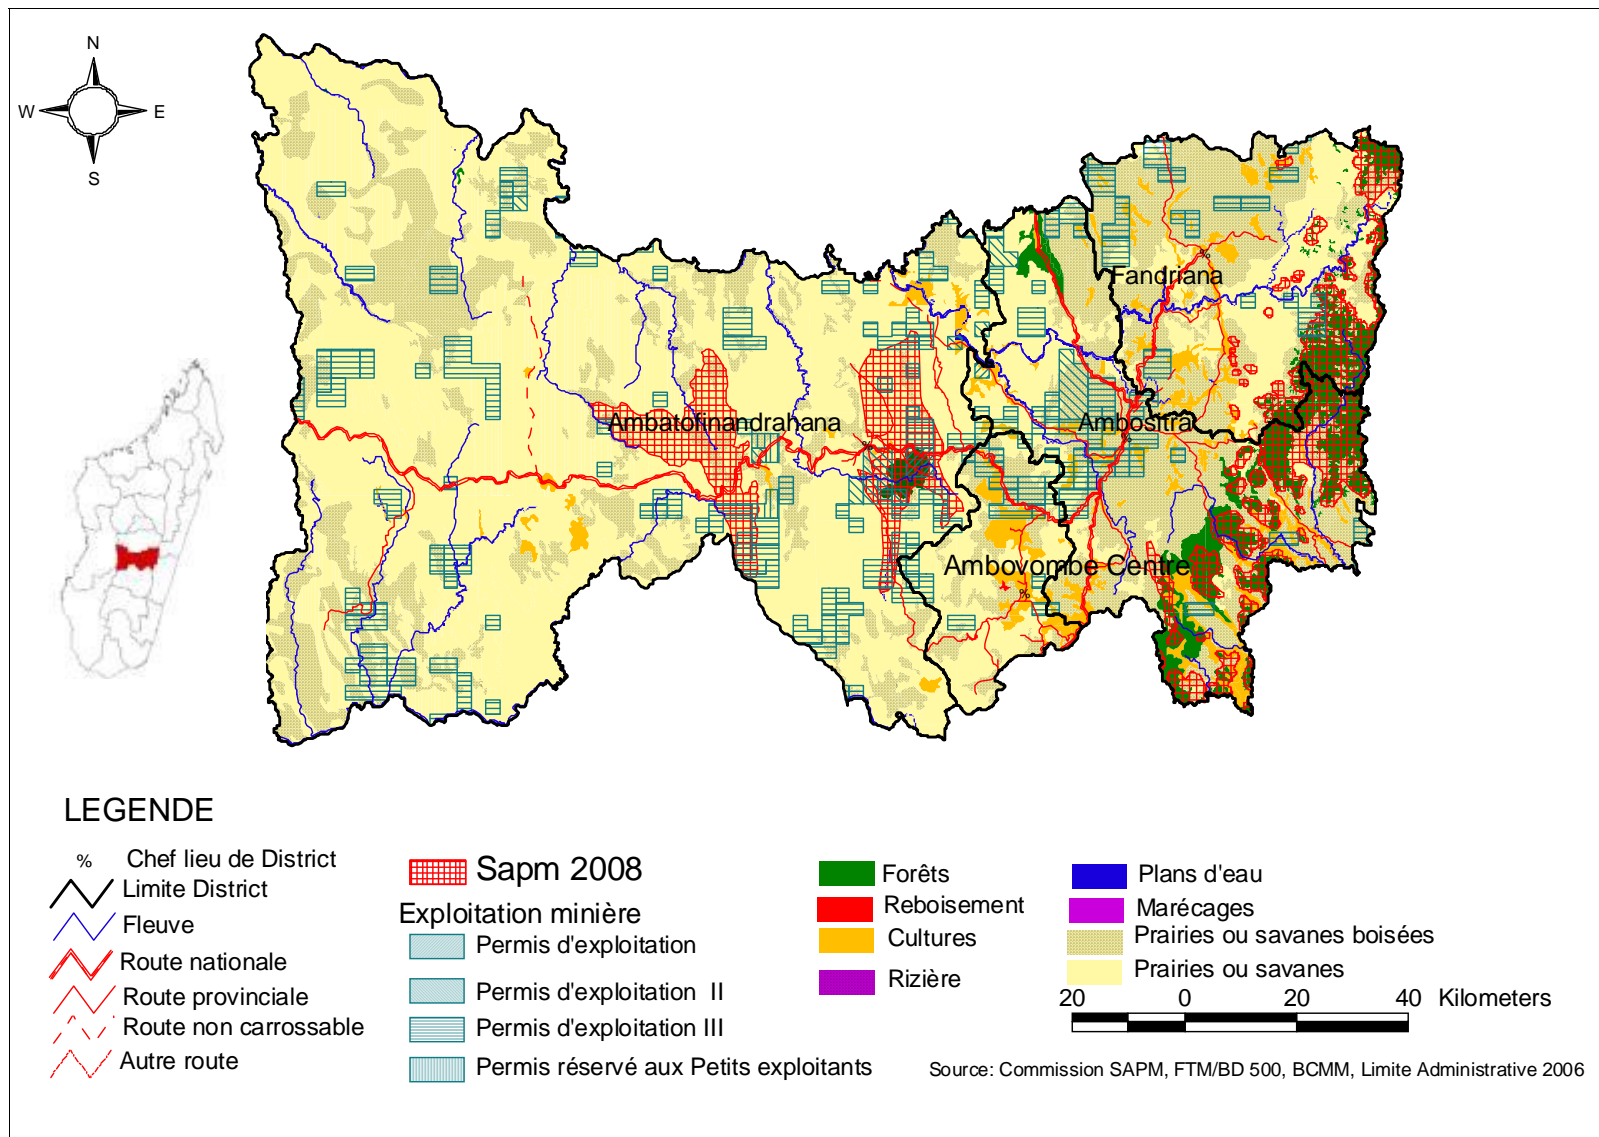 N
W
E
S
Fandriana
Ambatofinandrahana
Ambositra
Ambovombe Centre
LEGENDE
% Chef lieu de District
Limite District
Fleuve
Route nationale
Route provinciale
Route non carrossable
Autre route
Sapm 2008
Exploitation minière
Permis d'exploitation
Permis d'exploitation II
Permis d'exploitation III
Permis réservé aux Petits exploitants
Forêts
Reboisement
Cultures
Rizière
Plans d'eau
Marécages
Prairies ou savanes boisées
Prairies ou savanes
20 0 20 40 Kilometers
Source: Commission SAPM, FTM/BD 500, BCMM, Limite Administrative 2006